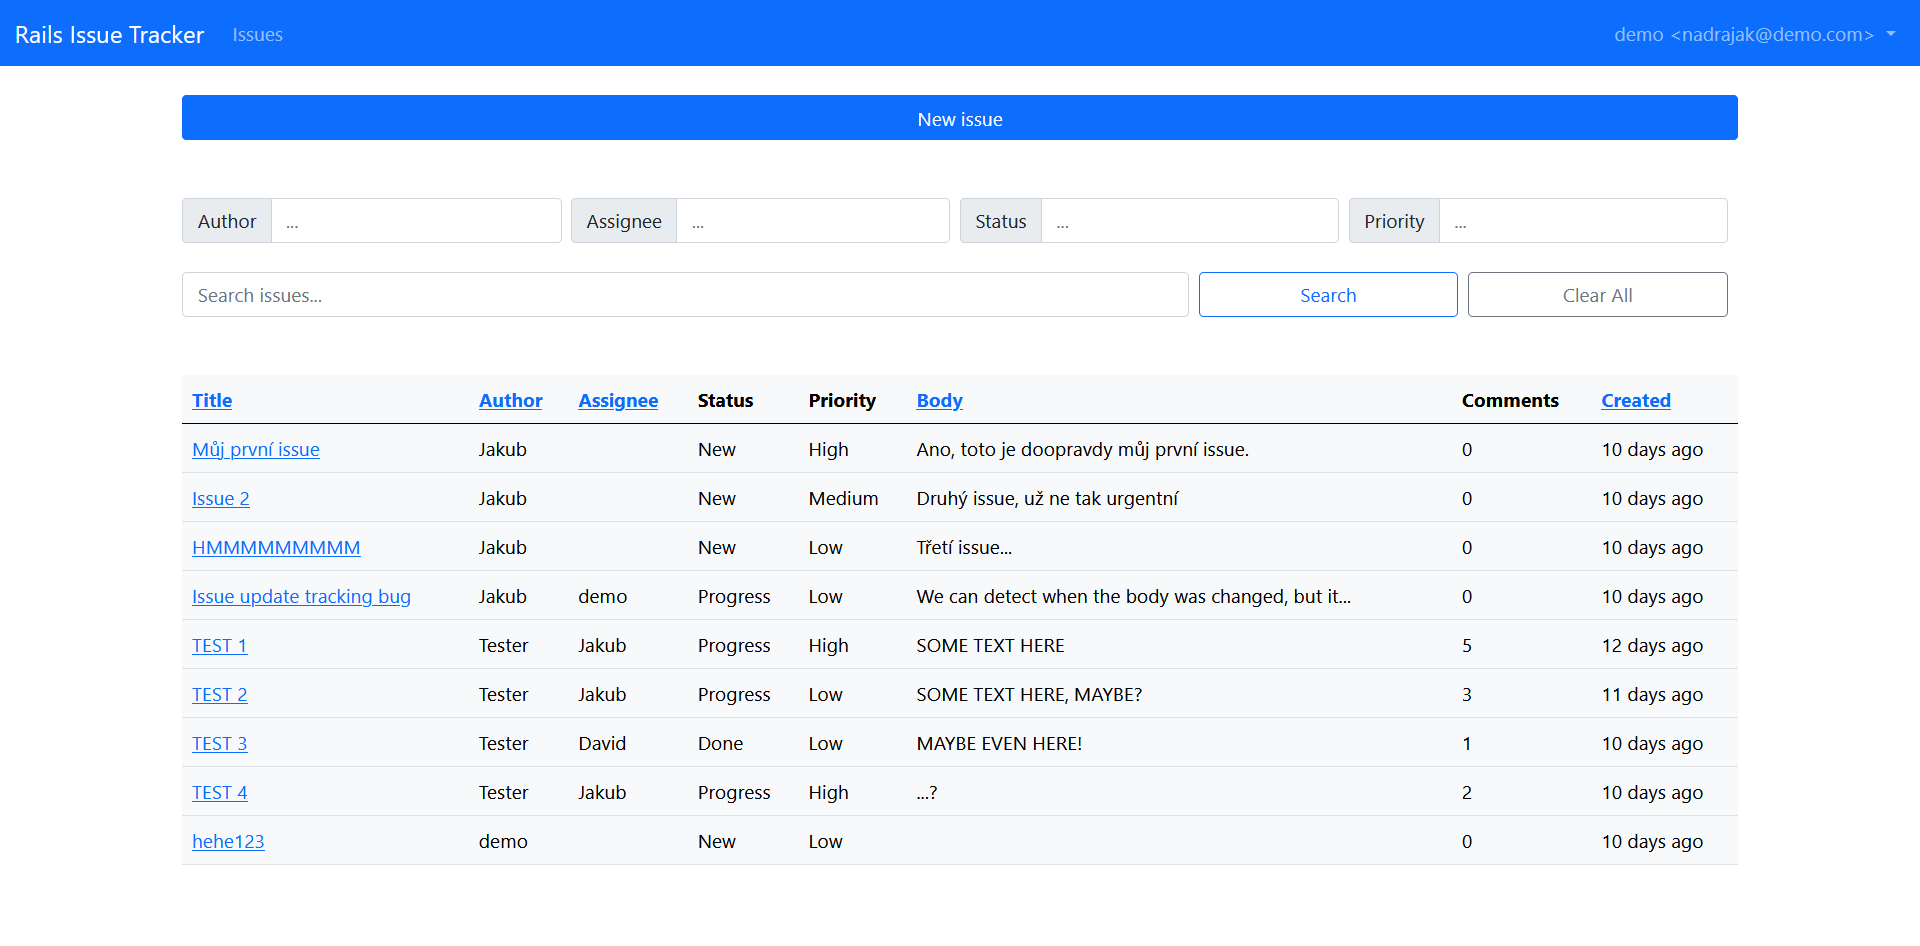 Rails Issue Tracker Issues demo <nadrajak@demo.com>
New issue
Author ... Assignee ... Status ... Priority ...
Search issues... Search Clear All
Title Author Assignee Status Priority Body Comments Created
Můj první issue Jakub New High Ano, toto je doopravdy můj první issue. 0 10 days ago
Issue 2 Jakub New Medium Druhý issue, už ne tak urgentní 0 10 days ago
HMMMMMMMMM Jakub New Low Třetí issue... 0 10 days ago
Issue update tracking bug Jakub demo Progress Low We can detect when the body was changed, but it... 0 10 days ago
TEST 1 Tester Jakub Progress High SOME TEXT HERE 5 12 days ago
TEST 2 Tester Jakub Progress Low SOME TEXT HERE, MAYBE? 3 11 days ago
TEST 3 Tester David Done Low MAYBE EVEN HERE! 1 10 days ago
TEST 4 Tester Jakub Progress High ...? 2 10 days ago
hehe123 demo New Low 0 10 days ago